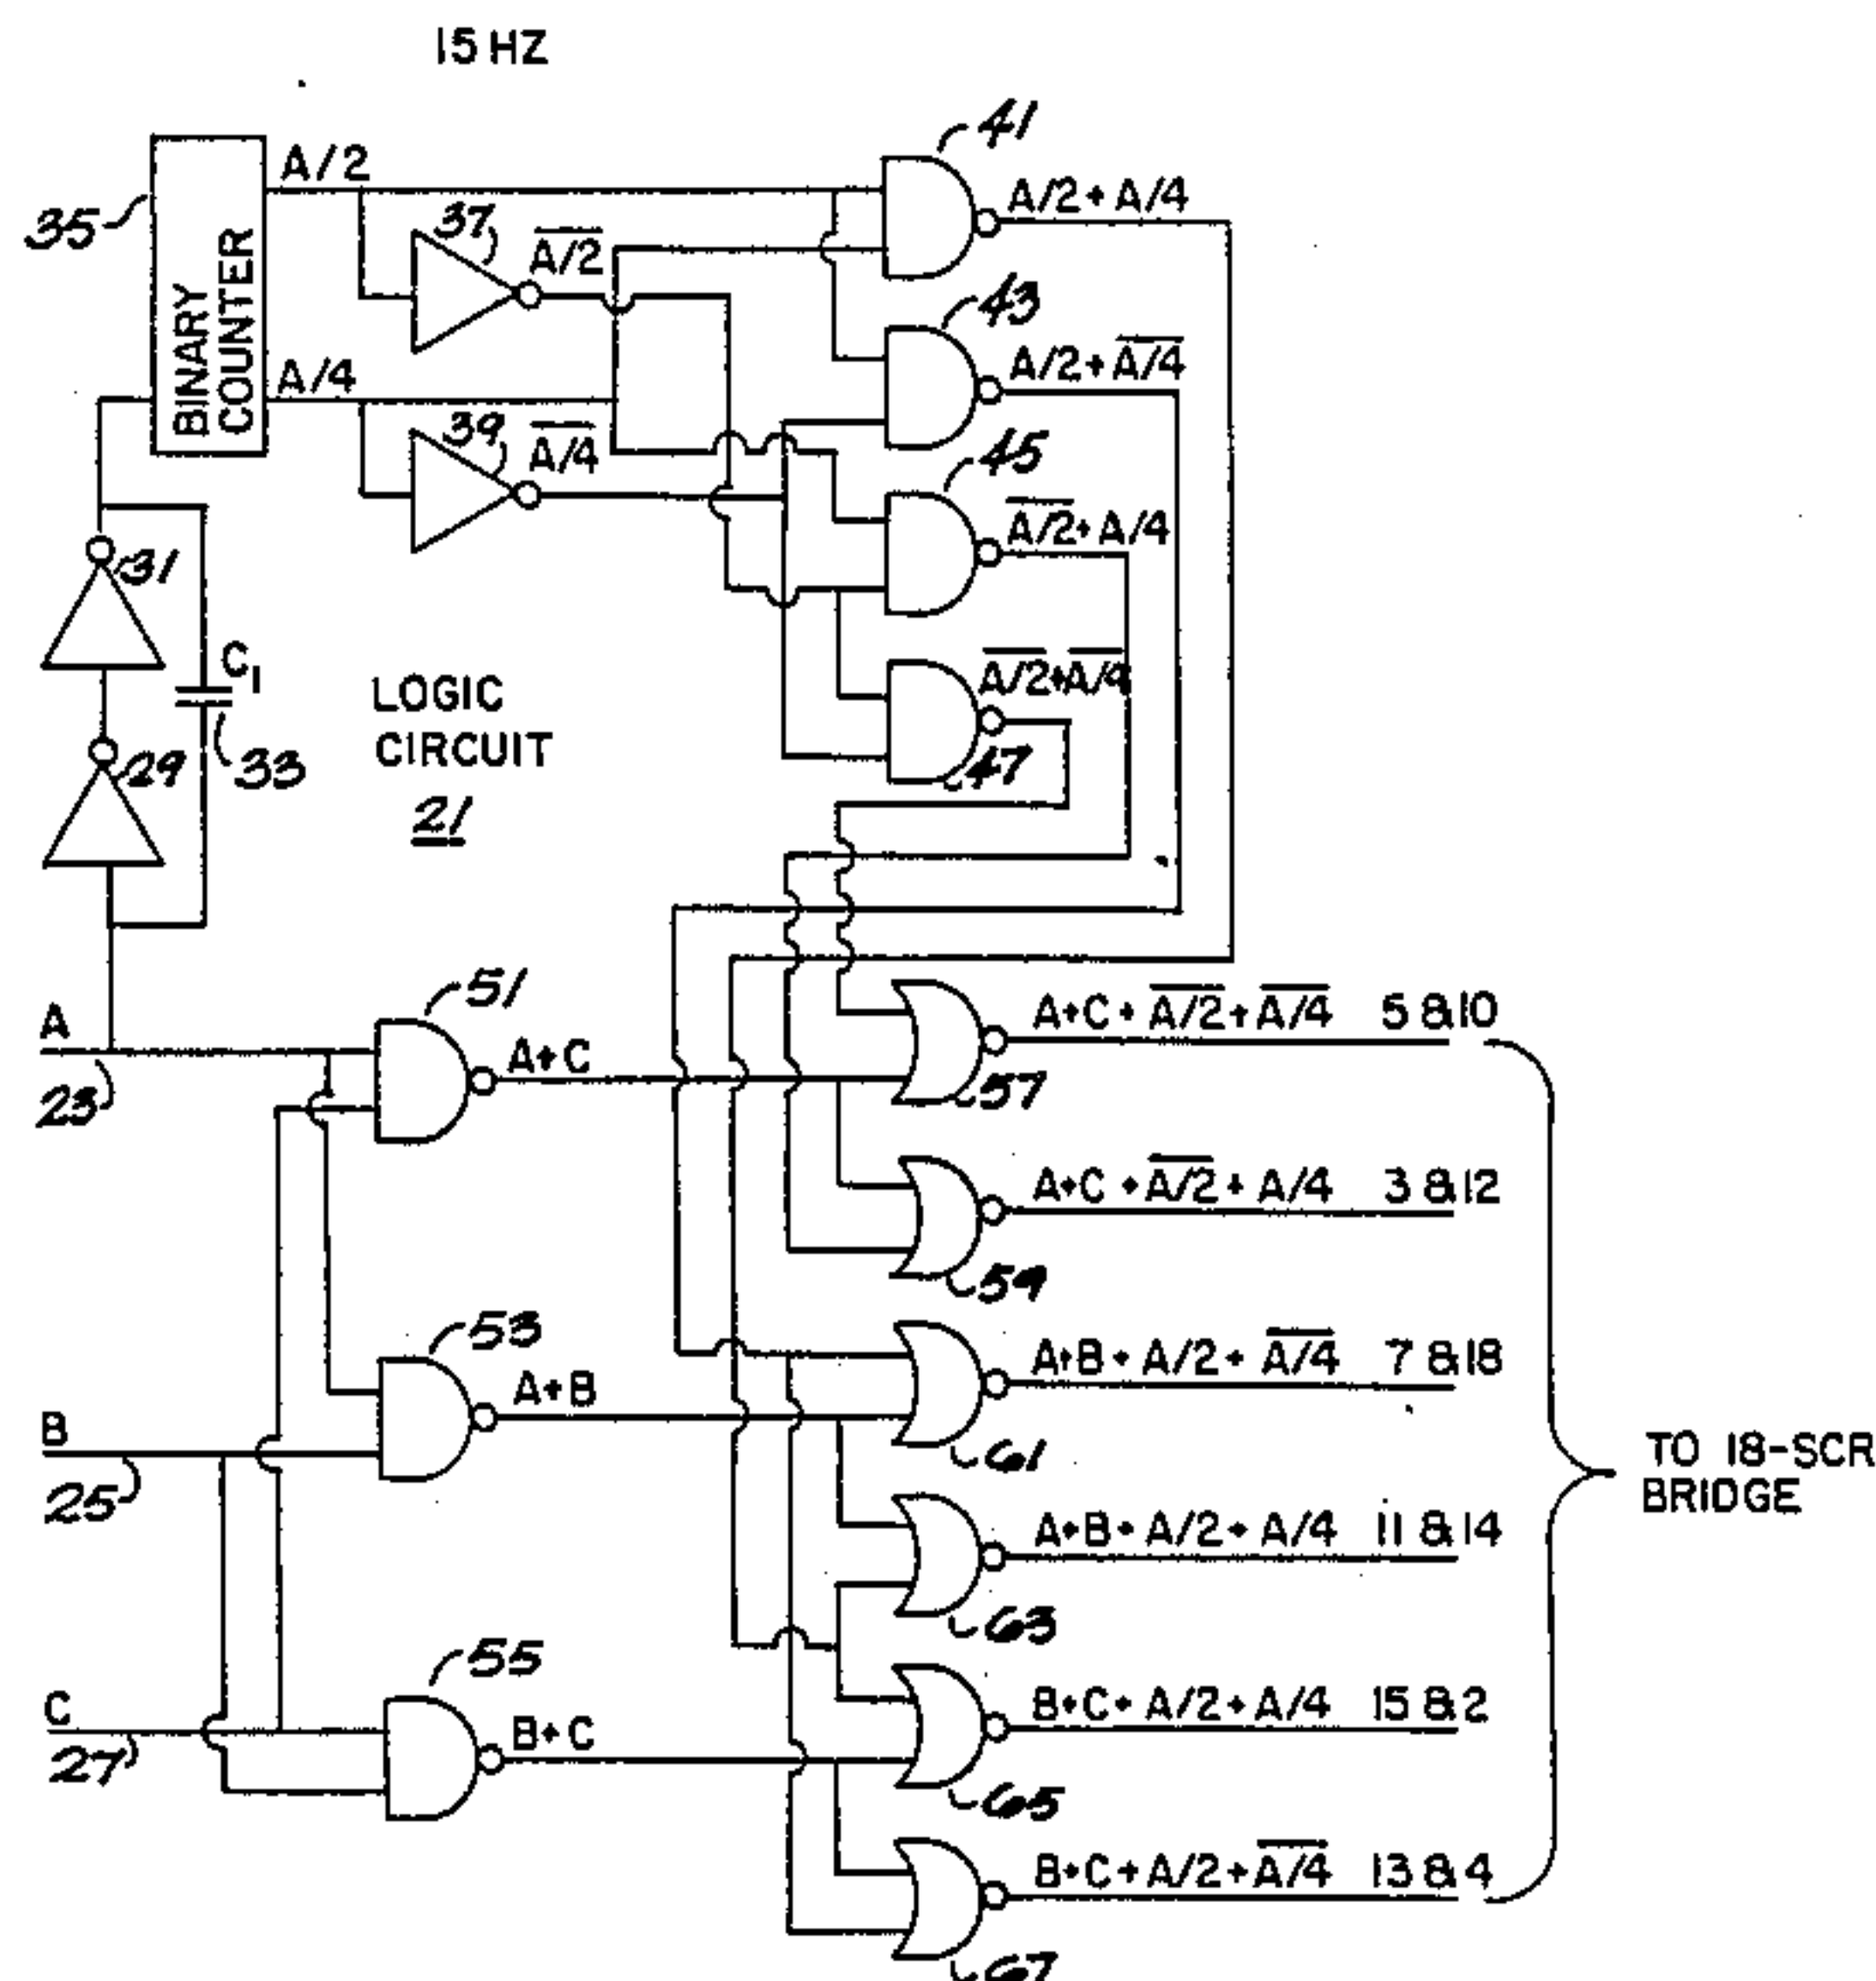 15 HZ
41
A/2
A/2+A/4
35
37
A̅/̅2̅
BINARY
COUNTER
43
A/2+A̅/̅4̅
A/4
39
A̅/̅4̅
45
A̅/̅2̅+A/4
31
C₁
A̅/̅2̅+A̅/̅4̅
LOGIC
CIRCUIT
21
29
33
47
51
A
A+C
23
A+C+A̅/̅2̅+A̅/̅4̅ 5&10
57
A+C+A̅/̅2̅+A/4 3&12
59
53
A+B
A+B+A/2+A̅/̅4̅ 7&18
B
25
61
TO 18-SCR
BRIDGE
A+B+A/2+A/4 11&14
63
55
C
B+C
27
B+C+A/2+A/4 15&2
65
B+C+A/2+A̅/̅4̅ 13&4
67